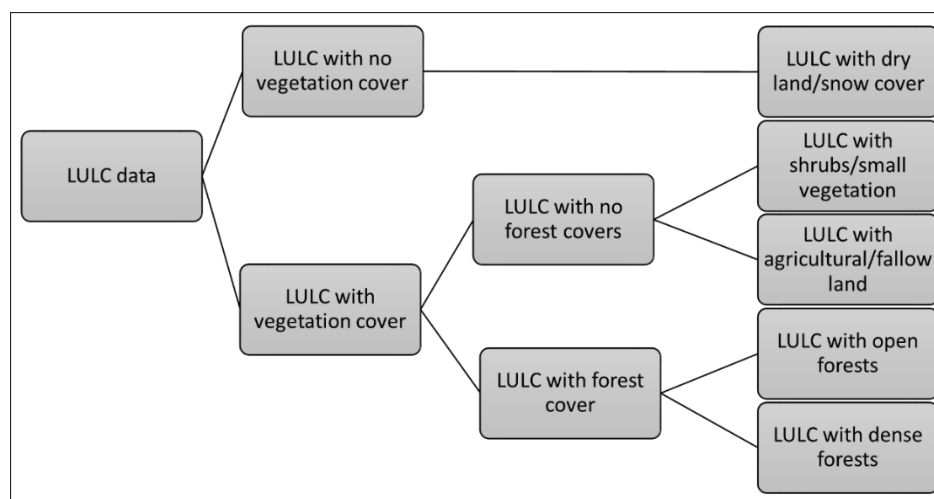 LULC data
LULC with no
vegetation cover
LULC with
vegetation cover
LULC with no
forest covers
LULC with forest
cover
LULC with dry
land/snow cover
LULC with
shrubs/small
vegetation
LULC with
agricultural/fallow
land
LULC with open
forests
LULC with dense
forests